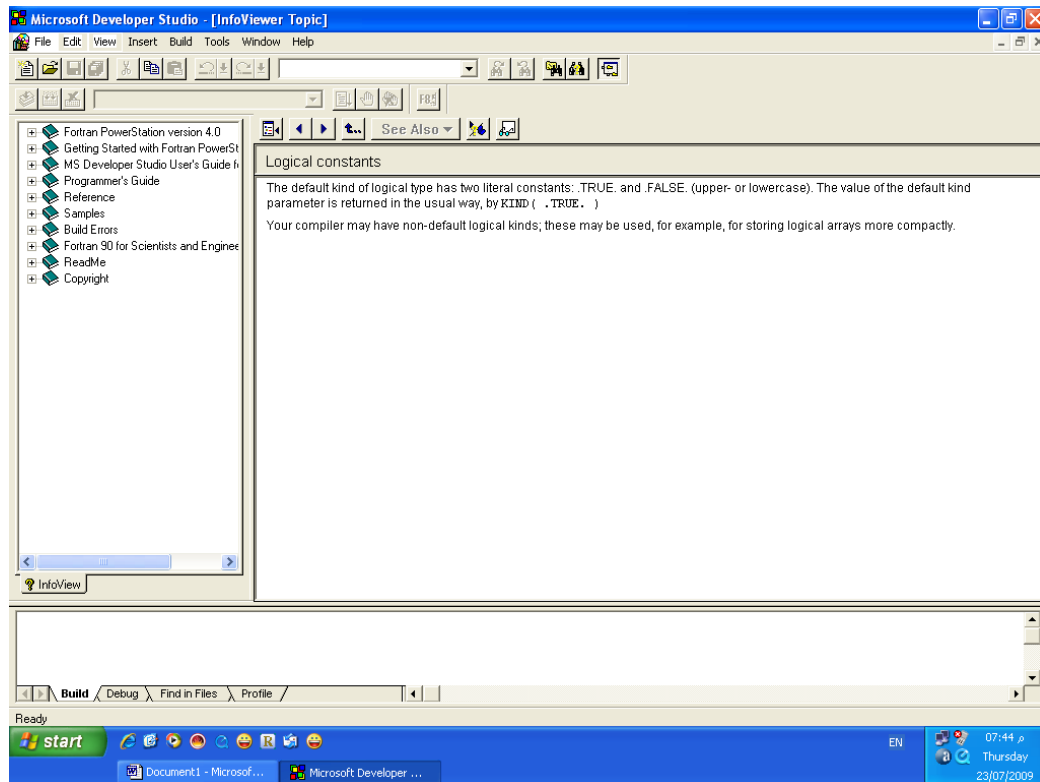 Microsoft Developer Studio - [InfoViewer Topic]
File Edit View Insert Build Tools Window Help
See Also
Fortran PowerStation version 4.0
Getting Started with Fortran PowerSt
MS Developer Studio User's Guide f
Programmer's Guide
Reference
Samples
Build Errors
Fortran 90 for Scientists and Enginee
ReadMe
Copyright
InfoView
Logical constants
The default kind of logical type has two literal constants: .TRUE. and .FALSE. (upper- or lowercase). The value of the default kind
parameter is returned in the usual way, by KIND( .TRUE. )
Your compiler may have non-default logical kinds; these may be used, for example, for storing logical arrays more compactly.
Build Debug Find in Files Profile
Ready
start
EN
07:44 م
Thursday
23/07/2009
Document1 - Microsof...
Microsoft Developer ...